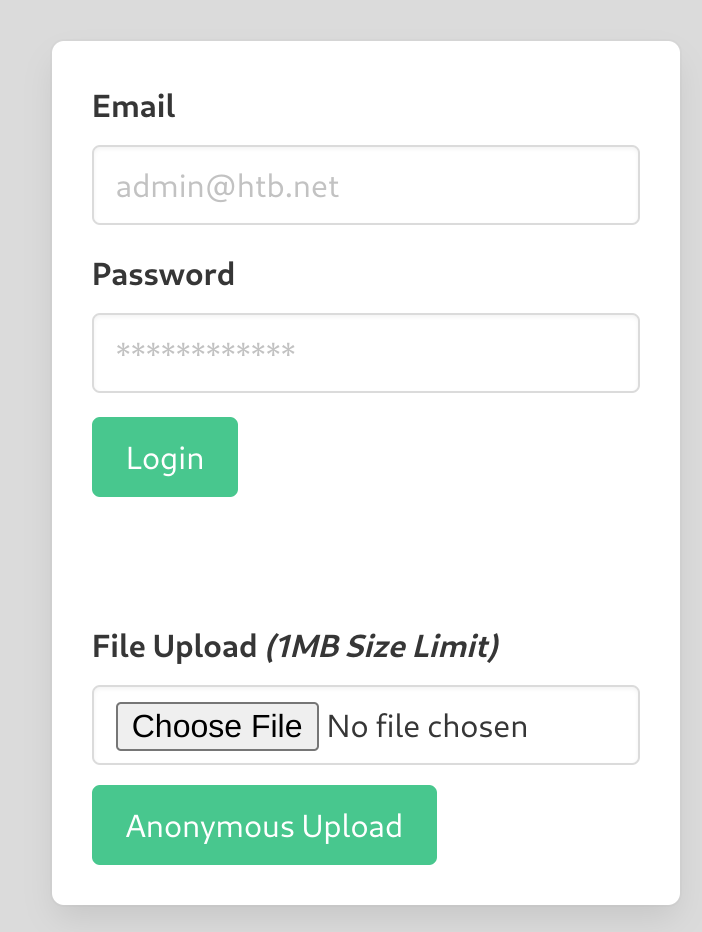 Email
admin@htb.net
Password
************
Login
File Upload (1MB Size Limit)
Choose File No file chosen
Anonymous Upload